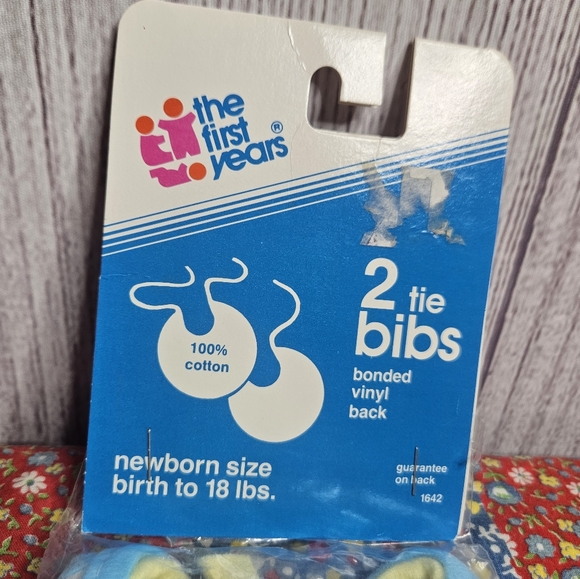 the
first
years®
2 tie
bibs
bonded
vinyl
back
100%
cotton
newborn size
birth to 18 lbs.
guarantee
on back
1642